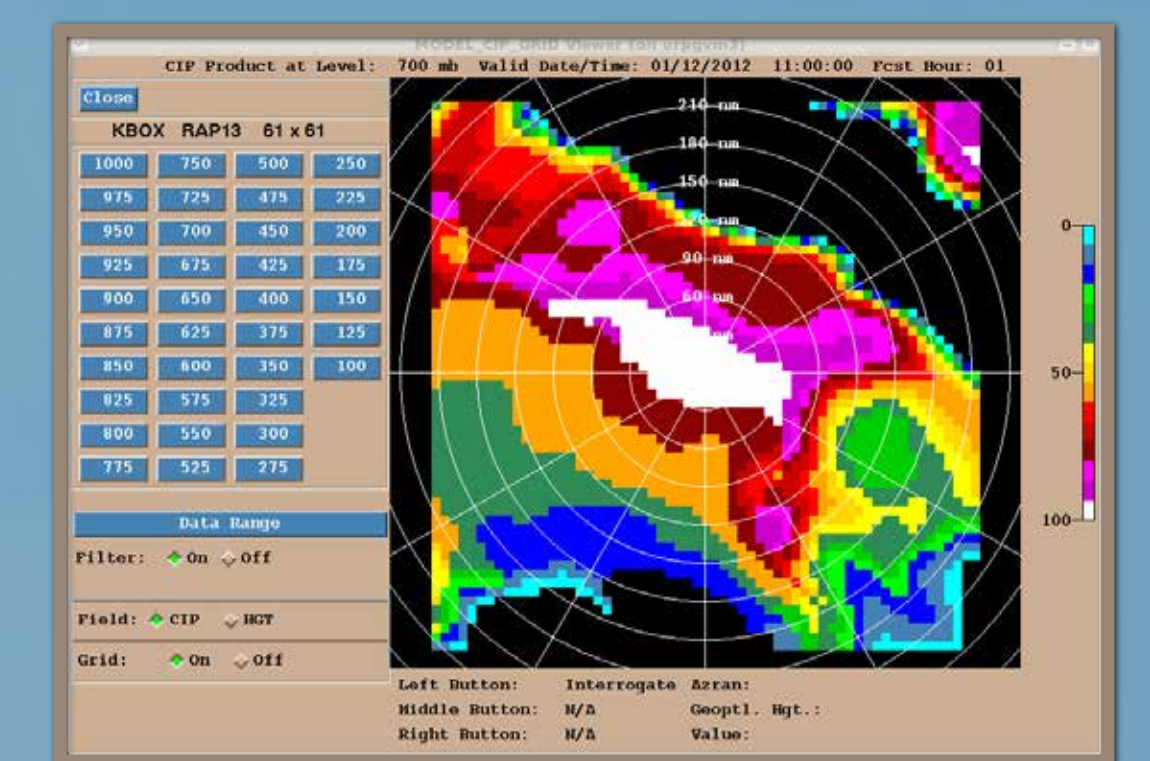 MODEL_CIP_GRID Viewer (on orpgvm3)
CIP Product at Level: 700 mb Valid Date/Time: 01/12/2012 11:00:00 Fcst Hour: 01
Close
KBOX RAP13 61 x 61
1000 750 500 250
975 725 475 225
950 700 450 200
925 675 425 175
900 650 400 150
875 625 375 125
850 600 350 100
825 575 325
800 550 300
775 525 275
Data Range
Filter: On Off
Field: CIP HGT
Grid: On Off
210 nm
180 nm
150 nm
nm
90 nm
60 nm
0
50
100
Left Button: Interrogate Azran:
Middle Button: N/A Geoptl. Hgt.:
Right Button: N/A Value: